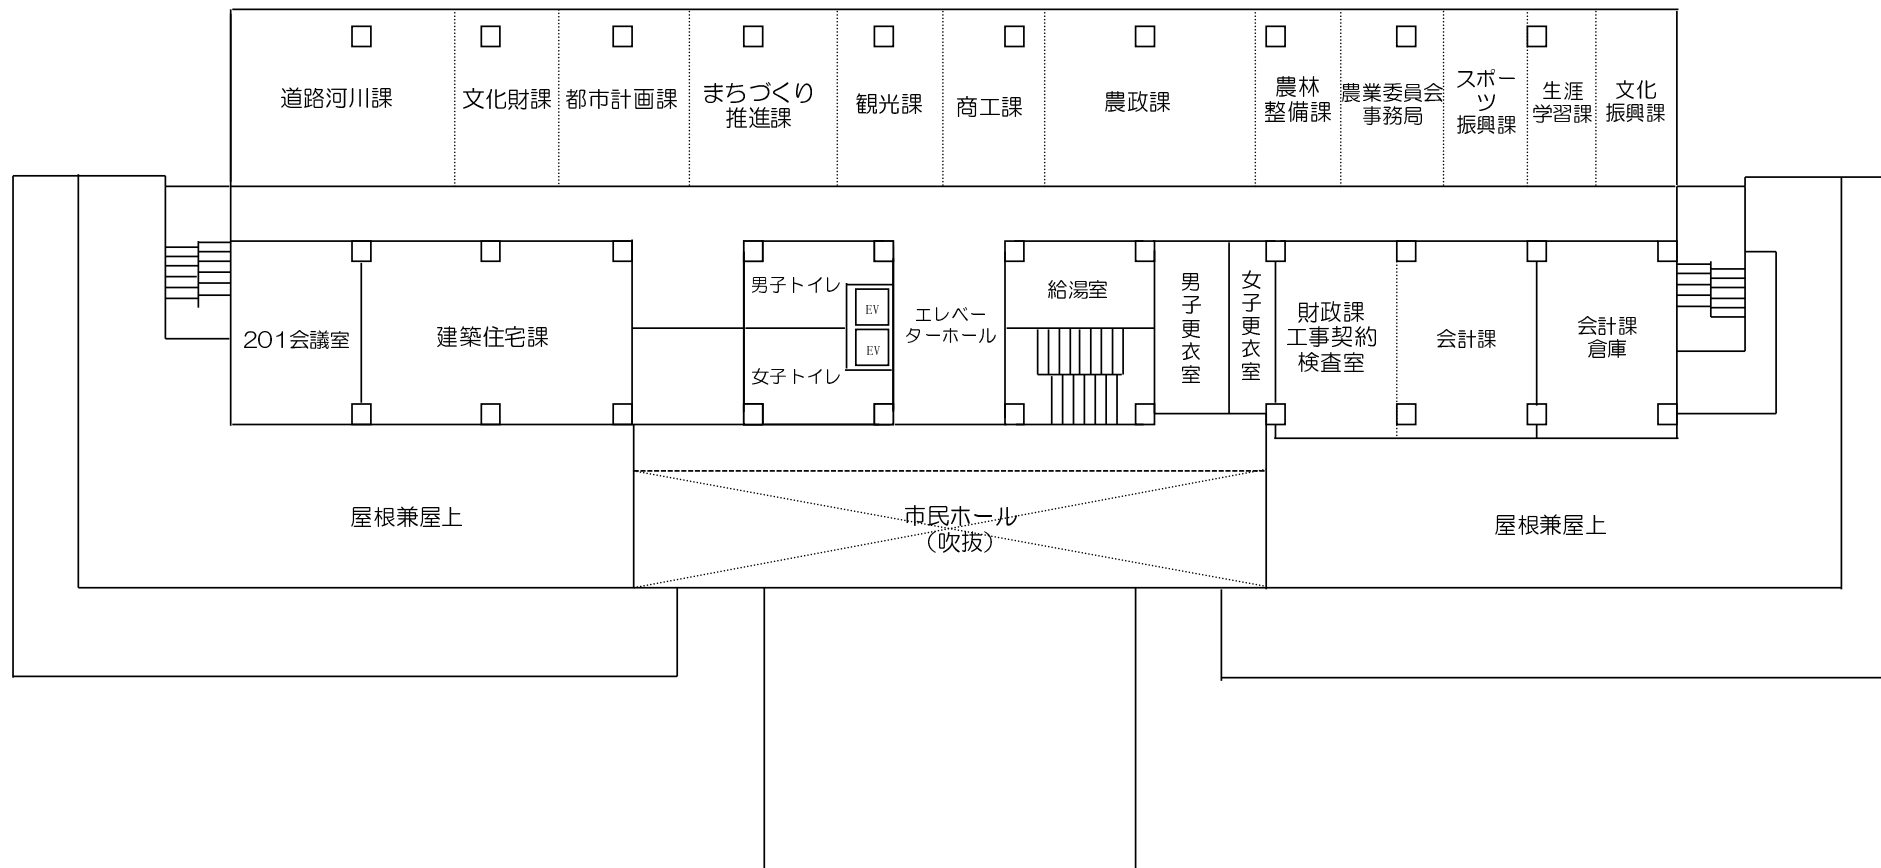 道路河川課
文化財課
都市計画課
まちづくり
推進課
観光課
商工課
農政課
農林
整備課
農業委員会
事務局
スポー
ツ
振興課
生涯
学習課
文化
振興課
201会議室
建築住宅課
男子トイレ
女子トイレ
EV
EV
エレベー
ターホール
給湯室
男子更衣室
女子更衣室
財政課
工事契約
検査室
会計課
会計課
倉庫
屋根兼屋上
市民ホール
（吹抜）
屋根兼屋上